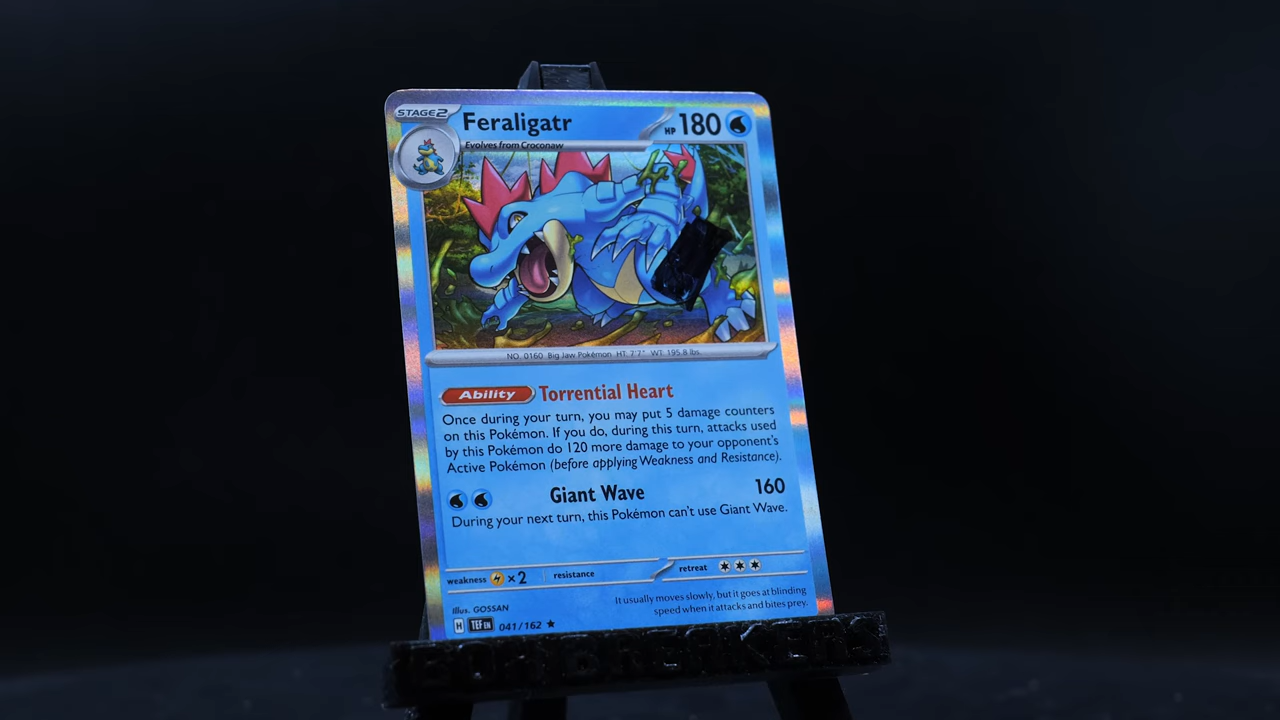 STAGE2 Feraligatr HP 180
Evolves from Croconaw
NO. 0160 Big Jaw Pokémon HT. 7'7" WT. 195.8 lbs.
Ability Torrential Heart
Once during your turn, you may put 5 damage counters
on this Pokémon. If you do, during this turn, attacks used
by this Pokémon do 120 more damage to your opponent's
Active Pokémon (before applying Weakness and Resistance).
Giant Wave 160
During your next turn, this Pokémon can't use Giant Wave.
weakness ×2 resistance retreat
It usually moves slowly, but it goes at blinding
speed when it attacks and bites prey.
Illus. GOSSAN
H TEF EN 041/162